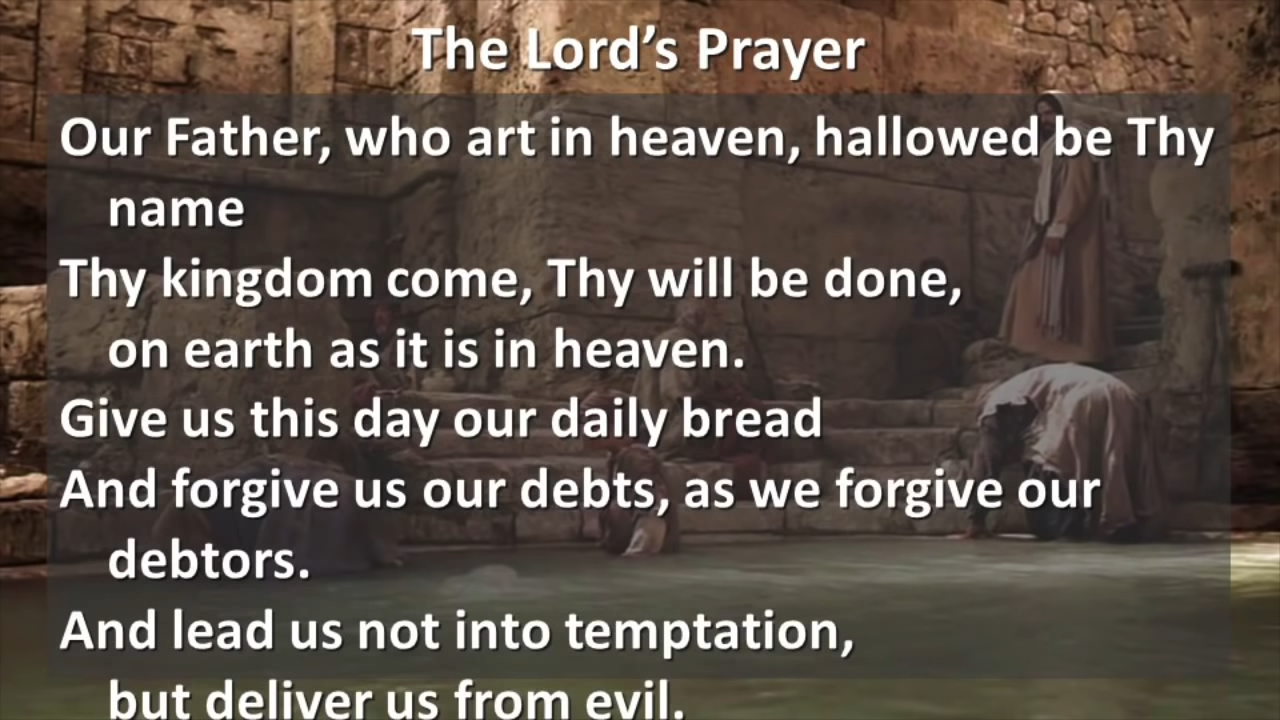 The Lord’s Prayer
Our Father, who art in heaven, hallowed be Thy
name
Thy kingdom come, Thy will be done,
on earth as it is in heaven.
Give us this day our daily bread
And forgive us our debts, as we forgive our
debtors.
And lead us not into temptation,
but deliver us from evil.